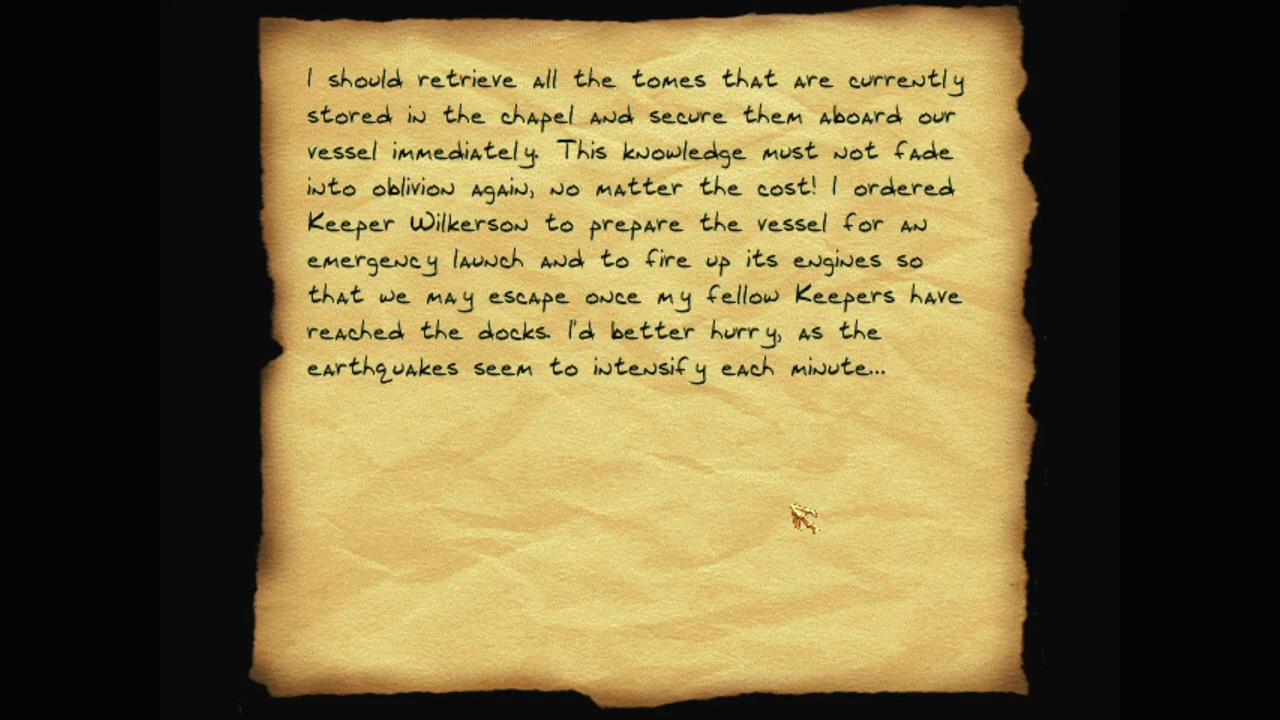 I should retrieve all the tomes that are currently
stored in the chapel and secure them aboard our
vessel immediately. This knowledge must not fade
into oblivion again, no matter the cost! I ordered
Keeper Wilkerson to prepare the vessel for an
emergency launch and to fire up its engines so
that we may escape once my fellow Keepers have
reached the docks. I'd better hurry, as the
earthquakes seem to intensify each minute...